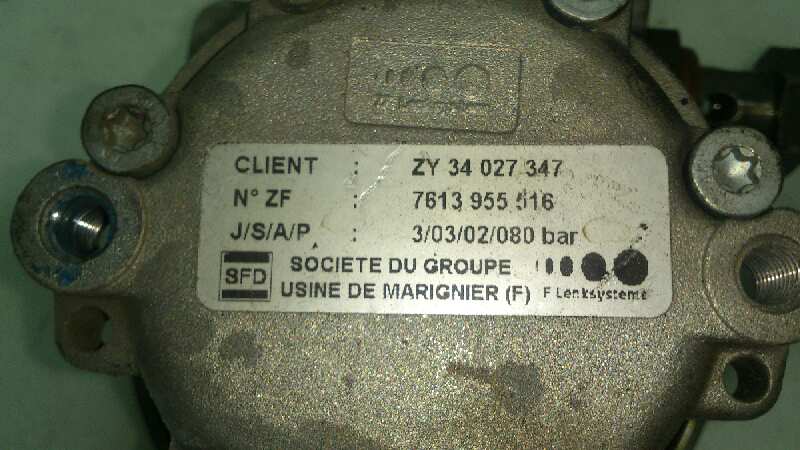 CLIENT : ZY 34 027 347
N° ZF : 7613 955 516
J/S/A/P : 3/03/02/080 bar
SFD SOCIETE DU GROUPE
USINE DE MARIGNIER (F) F Lenksysteme